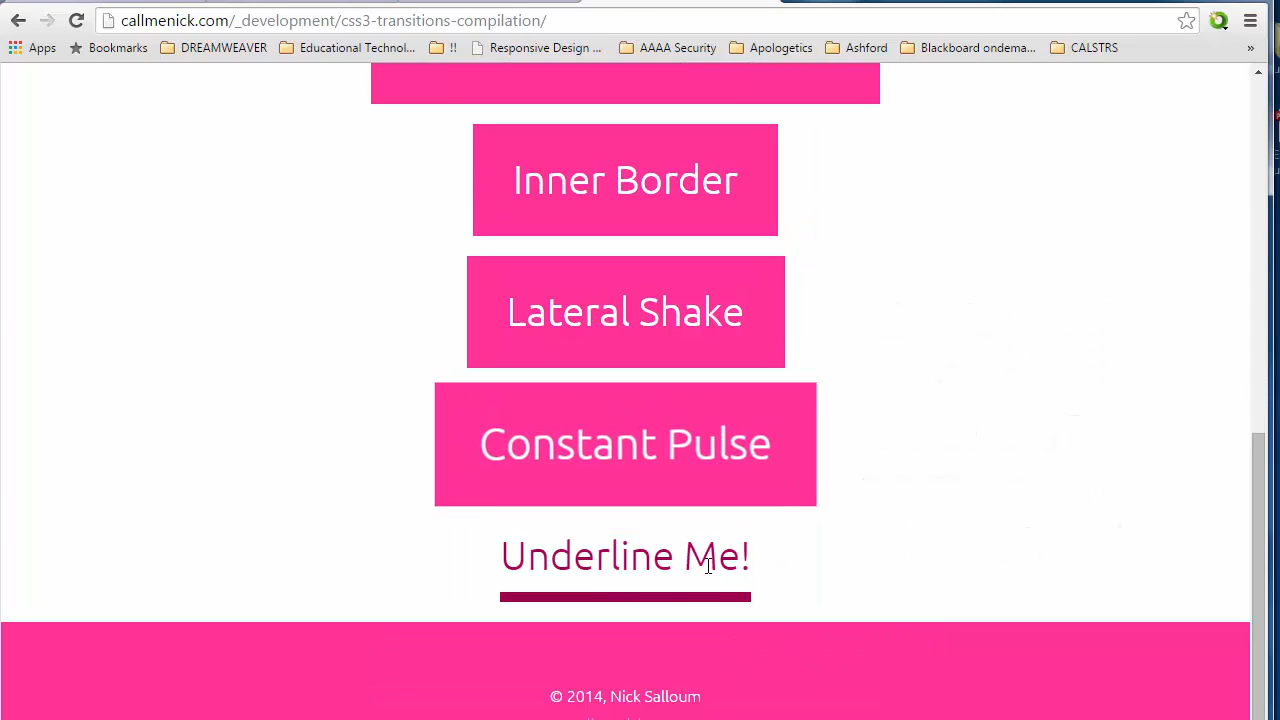 callmenick.com/_development/css3-transitions-compilation/
Apps Bookmarks DREAMWEAVER Educational Technol... !! Responsive Design ... AAAA Security Apologetics Ashford Blackboard ondema... CALSTRS »
Inner Border
Lateral Shake
Constant Pulse
Underline Me!
© 2014, Nick Salloum